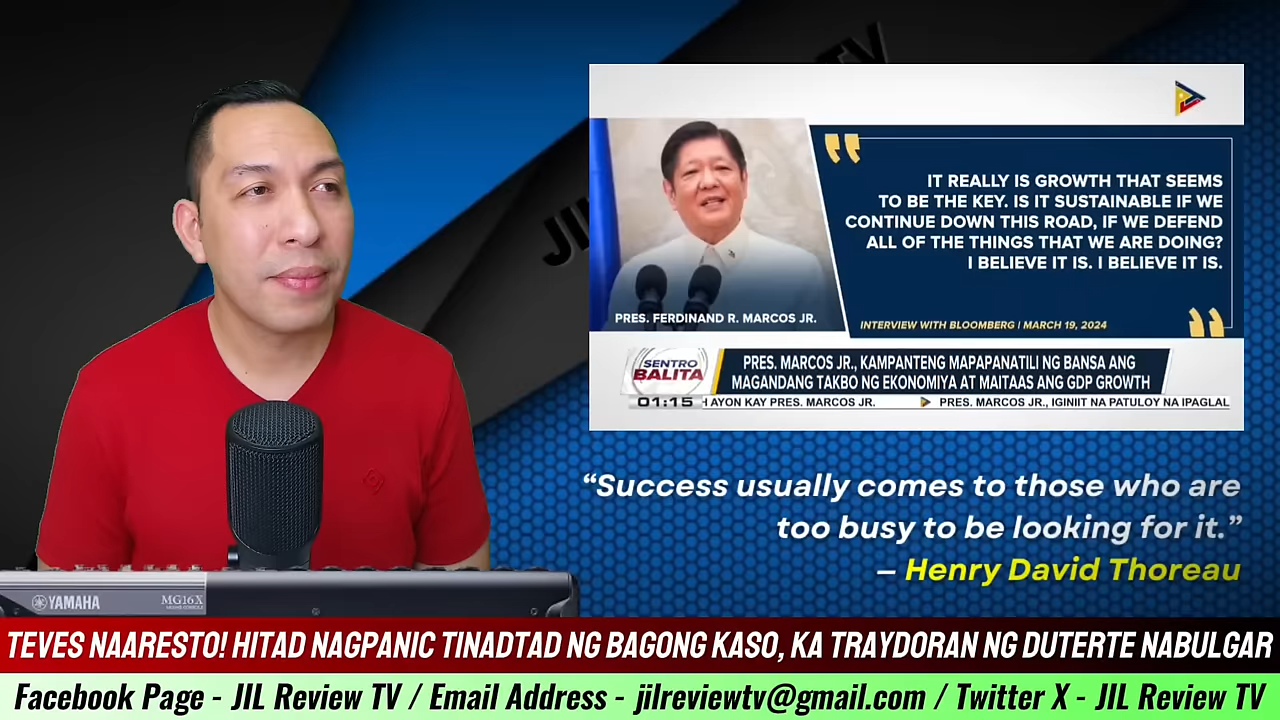 TV
JIL
IT REALLY IS GROWTH THAT SEEMS
TO BE THE KEY. IS IT SUSTAINABLE IF WE
CONTINUE DOWN THIS ROAD, IF WE DEFEND
ALL OF THE THINGS THAT WE ARE DOING?
I BELIEVE IT IS. I BELIEVE IT IS.
PRES. FERDINAND R. MARCOS JR.
INTERVIEW WITH BLOOMBERG | MARCH 19, 2024
SENTRO
BALITA
PRES. MARCOS JR., KAMPANTENG MAPAPANATILI NG BANSA ANG
MAGANDANG TAKBO NG EKONOMIYA AT MAITAAS ANG GDP GROWTH
01:15
AYON KAY PRES. MARCOS JR. PRES. MARCOS JR., IGINIIT NA PATULOY NA IPAGLAL
“Success usually comes to those who are
too busy to be looking for it.”
– Henry David Thoreau
YAMAHA
MG16X
TEVES NAARESTO! HITAD NAGPANIC TINADTAD NG BAGONG KASO, KA TRAYDORAN NG DUTERTE NABULGAR
Facebook Page - JIL Review TV / Email Address - jilreviewtv@gmail.com / Twitter X - JIL Review TV